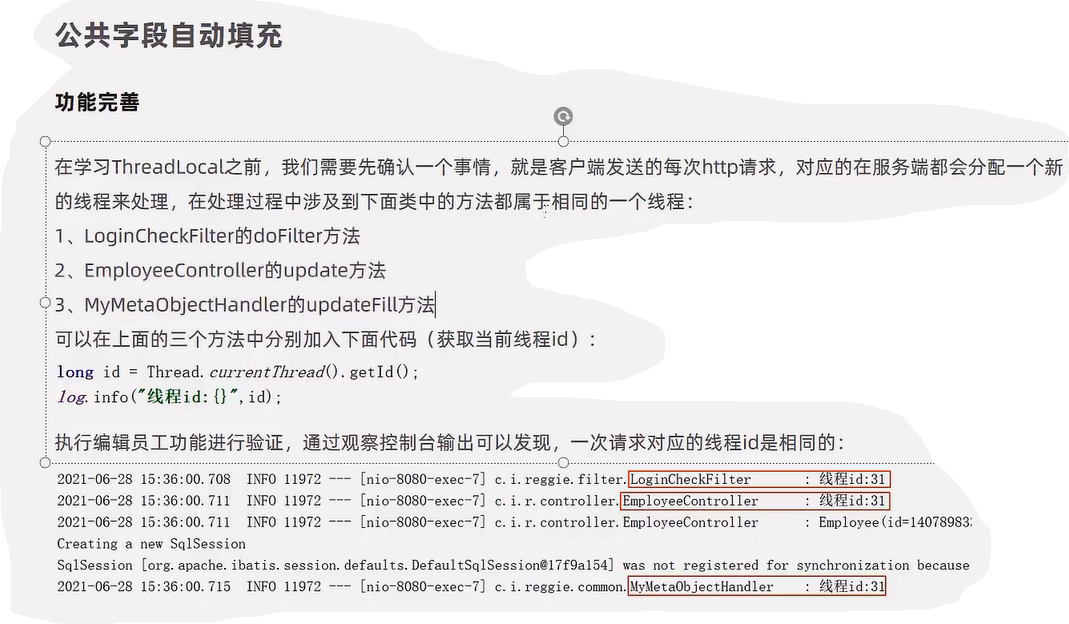 公共字段自动填充
功能完善
在学习ThreadLocal之前，我们需要先确认一个事情，就是客户端发送的每次http请求，对应的在服务端都会分配一个新
的线程来处理，在处理过程中涉及到下面类中的方法都属于相同的一个线程：
1、LoginCheckFilter的doFilter方法
2、EmployeeController的update方法
3、MyMetaObjectHandler的updateFill方法
可以在上面的三个方法中分别加入下面代码（获取当前线程id）：
long id = Thread.currentThread().getId();
log.info("线程id:{}",id);
执行编辑员工功能进行验证，通过观察控制台输出可以发现，一次请求对应的线程id是相同的：
2021-06-28 15:36:00.708  INFO 11972 --- [nio-8080-exec-7] c.i.reggie.filter.LoginCheckFilter       : 线程id:31
2021-06-28 15:36:00.711  INFO 11972 --- [nio-8080-exec-7] c.i.r.controller.EmployeeController      : 线程id:31
2021-06-28 15:36:00.711  INFO 11972 --- [nio-8080-exec-7] c.i.r.controller.EmployeeController      : Employee(id=14078983
Creating a new SqlSession
SqlSession [org.apache.ibatis.session.defaults.DefaultSqlSession@17f9a154] was not registered for synchronization because
2021-06-28 15:36:00.715  INFO 11972 --- [nio-8080-exec-7] c.i.reggie.common.MyMetaObjectHandler    : 线程id:31